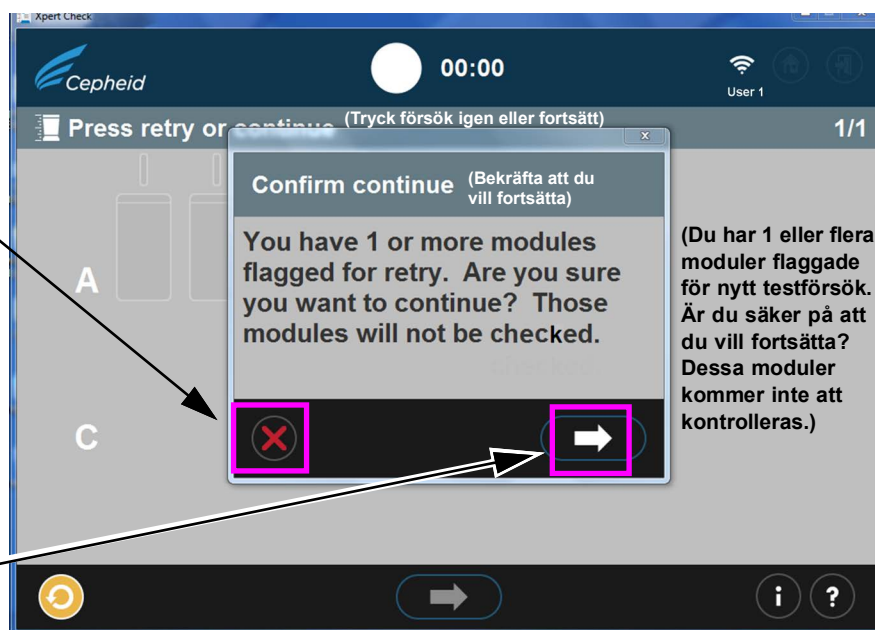 Xpert Check
Cepheid
00:00
User 1
Press retry or continue (Tryck försök igen eller fortsätt)
1/1
x
Confirm continue (Bekräfta att du
vill fortsätta)
You have 1 or more modules
flagged for retry. Are you sure
you want to continue? Those
modules will not be checked.
(Du har 1 eller flera
moduler flaggade
för nytt testförsök.
Är du säker på att
du vill fortsätta?
Dessa moduler
kommer inte att
kontrolleras.)
A
C
i
?